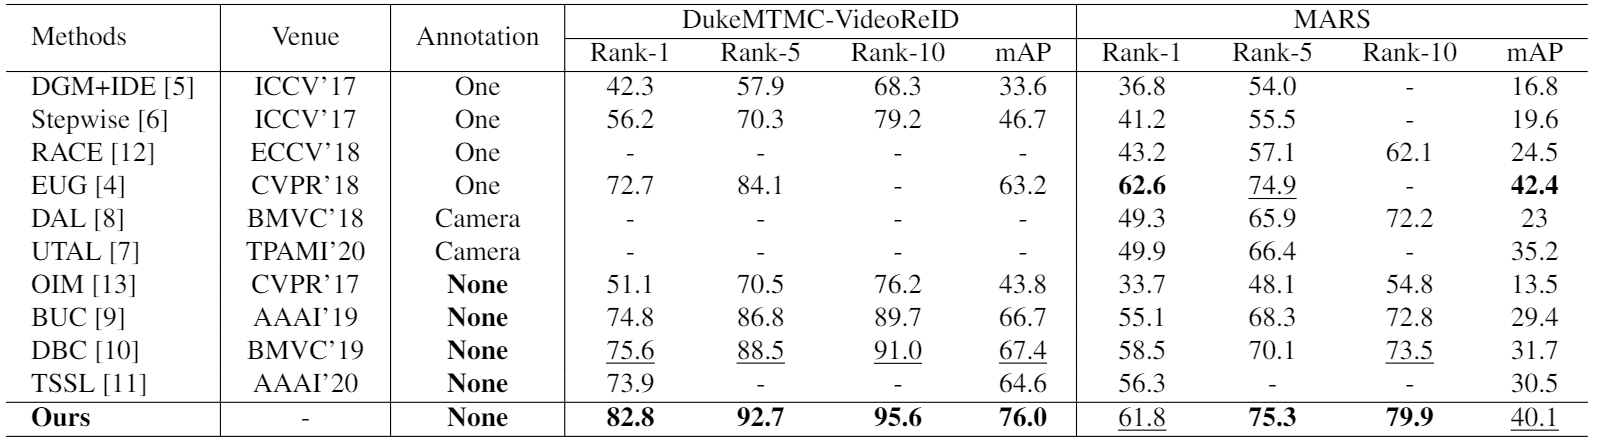 Methods Venue Annotation DukeMTMC-VideoReID MARS
Rank-1 Rank-5 Rank-10 mAP Rank-1 Rank-5 Rank-10 mAP
DGM+IDE [5] ICCV'17 One 42.3 57.9 68.3 33.6 36.8 54.0 - 16.8
Stepwise [6] ICCV'17 One 56.2 70.3 79.2 46.7 41.2 55.5 - 19.6
RACE [12] ECCV'18 One - - - - 43.2 57.1 62.1 24.5
EUG [4] CVPR'18 One 72.7 84.1 - 63.2 62.6 74.9 - 42.4
DAL [8] BMVC'18 Camera - - - - 49.3 65.9 72.2 23
UTAL [7] TPAMI'20 Camera - - - - 49.9 66.4 - 35.2
OIM [13] CVPR'17 None 51.1 70.5 76.2 43.8 33.7 48.1 54.8 13.5
BUC [9] AAAI'19 None 74.8 86.8 89.7 66.7 55.1 68.3 72.8 29.4
DBC [10] BMVC'19 None 75.6 88.5 91.0 67.4 58.5 70.1 73.5 31.7
TSSL [11] AAAI'20 None 73.9 - - 64.6 56.3 - - 30.5
Ours - None 82.8 92.7 95.6 76.0 61.8 75.3 79.9 40.1